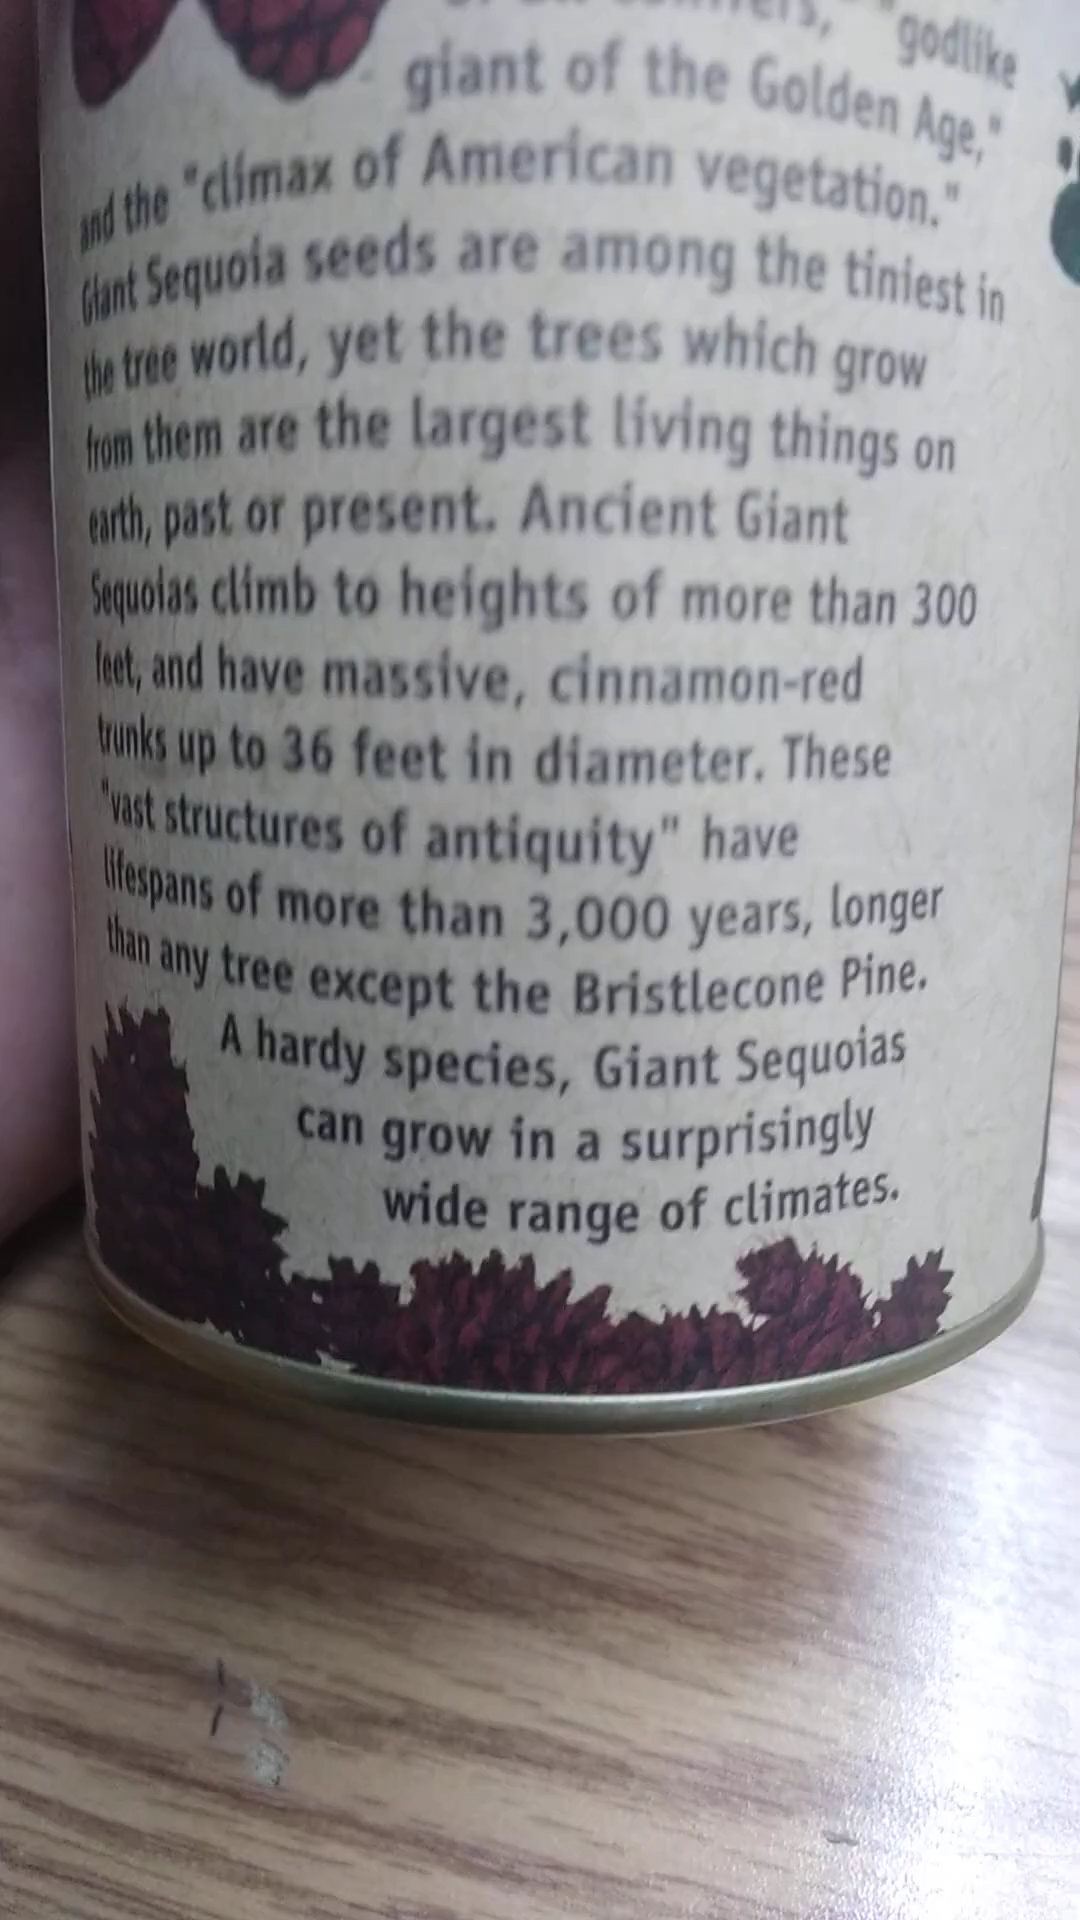 "godlike
giant of the Golden Age,"
and the "climax of American vegetation."
Giant Sequoia seeds are among the tiniest in
the tree world, yet the trees which grow
from them are the largest living things on
earth, past or present. Ancient Giant
Sequoias climb to heights of more than 300
feet, and have massive, cinnamon-red
trunks up to 36 feet in diameter. These
"vast structures of antiquity" have
lifespans of more than 3,000 years, longer
than any tree except the Bristlecone Pine.
A hardy species, Giant Sequoias
can grow in a surprisingly
wide range of climates.